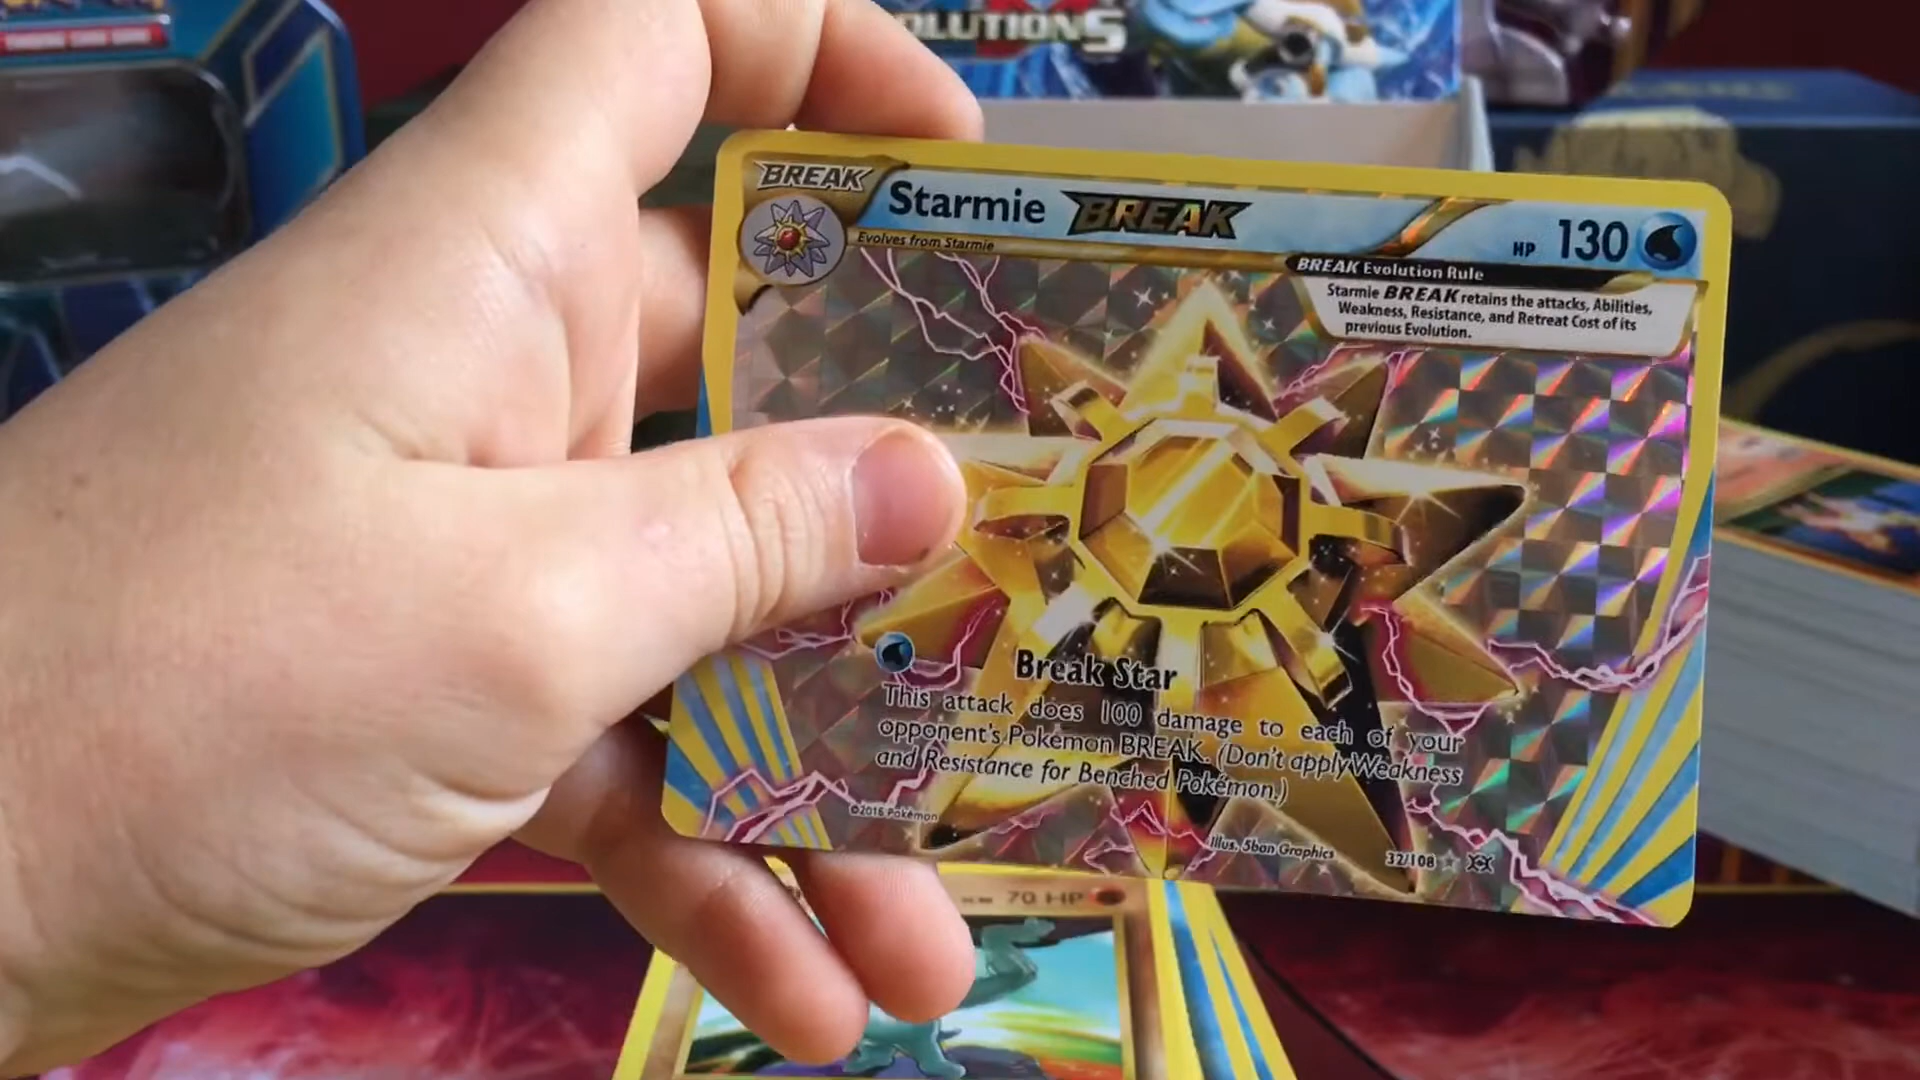 OLUTIONS
BREAK
Starmie BREAK
HP 130
Evolves from Starmie
BREAK Evolution Rule
Starmie BREAK retains the attacks, Abilities,
Weakness, Resistance, and Retreat Cost of its
previous Evolution.
Break Star
This attack does 100 damage to each of your
opponent's Pokemon BREAK. (Don't apply Weakness
and Resistance for Benched Pokémon.)
©2016 Pokémon
Illus. 5ban Graphics
32/108
70 HP